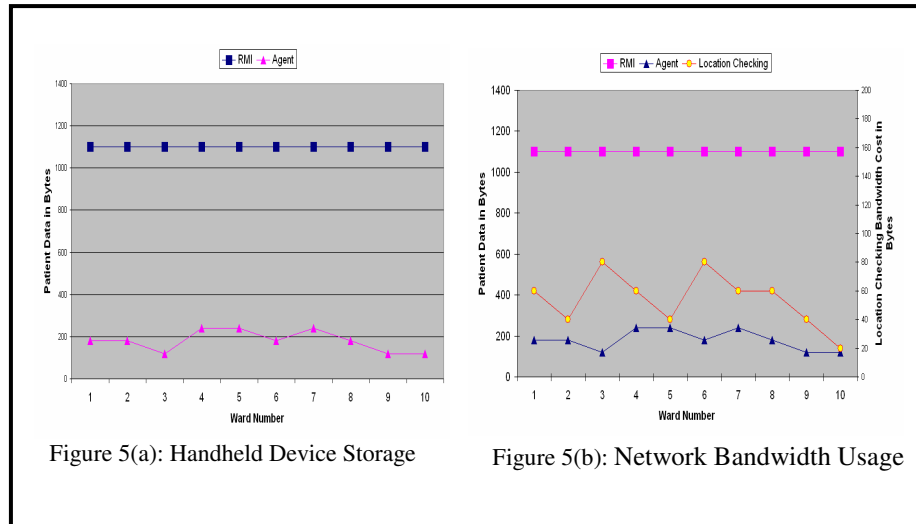 RMI Agent
1400
1200
1000
800
600
400
200
0
Patient Data in Bytes
1 2 3 4 5 6 7 8 9 10
Ward Number
Figure 5(a): Handheld Device Storage
RMI Agent Location Checking
1400
1200
1000
800
600
400
200
0
Patient Data in Bytes
200
180
160
140
120
100
80
60
40
20
0
Location Checking Bandwidth Cost in
Bytes
1 2 3 4 5 6 7 8 9 10
Ward Number
Figure 5(b): Network Bandwidth Usage